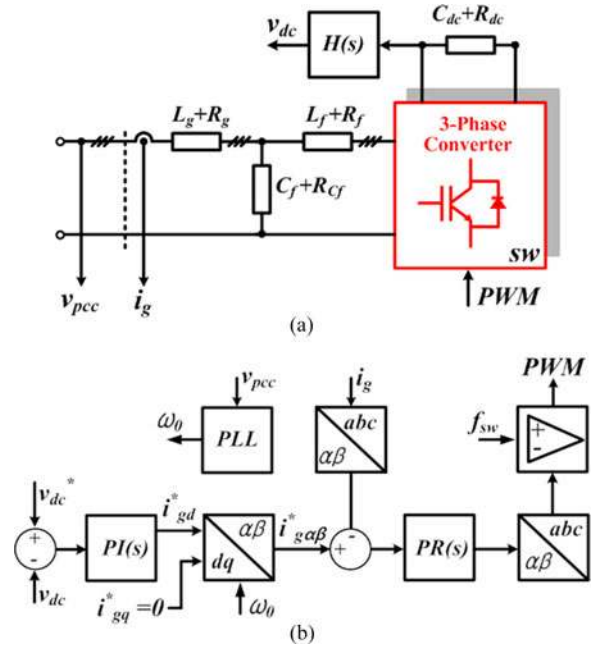 v_dc
H(s)
C_dc+R_dc
L_g+R_g
L_f+R_f
3-Phase
Converter
C_f+R_Cf
sw
v_pcc
i_g
PWM
(a)
v_pcc
i_g
PWM
ω_0
PLL
abc
αβ
f_sw
+
-
v_dc*
+
-
v_dc
PI(s)
i*_gd
αβ
dq
i*_gαβ
+
-
PR(s)
abc
αβ
i*_gq=0
ω_0
(b)